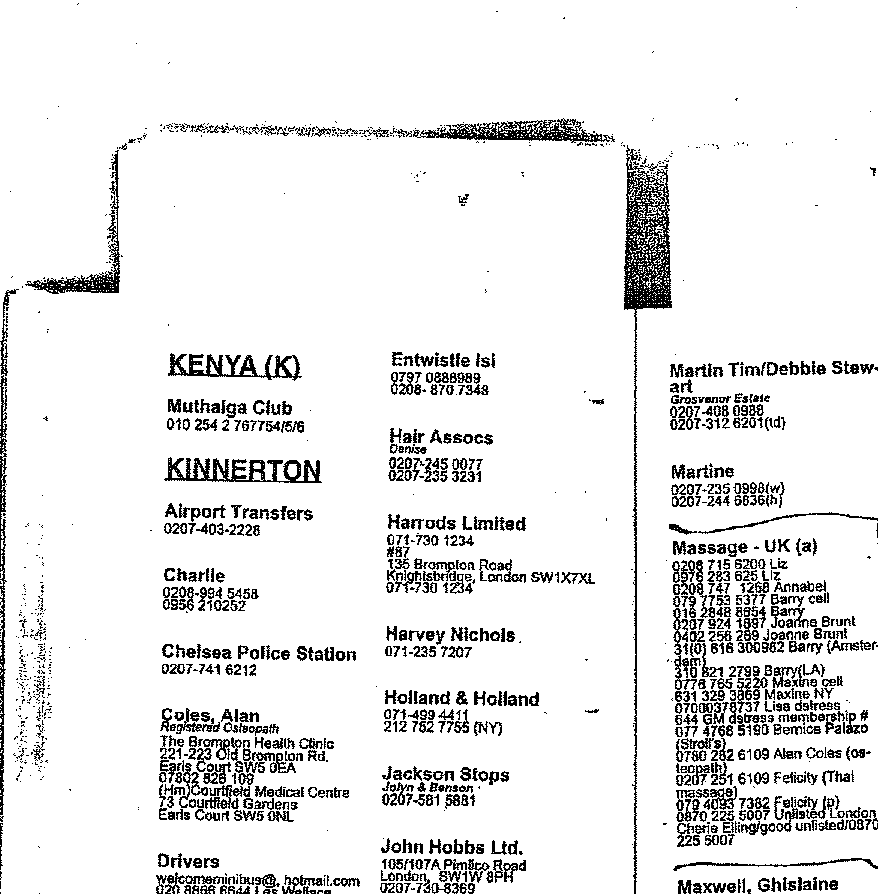 KENYA (K)
Muthaiga Club
010 254 2 767754/5/6
KINNERTON
Airport Transfers
0207-403-2228
Charlie
0208-994 5458
0956 210252
Chelsea Police Station
0207-741 6212
Coles, Alan
Registered Osteopath
The Brompton Health Clinic
221-223 Old Brompton Rd.
Earls Court SW5 0EA
07802 826 109
(Hm)Courtfield Medical Centre
73 Courtfield Gardens
Earls Court SW5 0NL
Drivers
welcomeminibus@, hotmail.com
020 8866 6644 Les Wallace
Entwistle Isi
0797 0888989
0208- 870 7348
Hair Assocs
Denise
0207-245 0077
0207-235 3231
Harrods Limited
071-730 1234
#87
135 Brompton Road
Knightsbridge, London SW1X7XL
071-730 1234
Harvey Nichols
071-235 7207
Holland & Holland
071-499 4411
212 752 7755 (NY)
Jackson Stops
Jolyn & Benson
0207-581 5881
John Hobbs Ltd.
105/107A Pimlico Road
London, SW1W 8PH
0207-730-8369
Martin Tim/Debbie Stew-
art
Grosvenor Estate
0207-408 0988
0207-312 6201(td)
Martine
0207-235 0998(w)
0207-244 6836(h)
Massage - UK (a)
0208 715 6200 Liz
0976 283 625 Liz
0208 747 1268 Annabel
079 7753 5377 Barry cell
016 2848 8654 Barry
0207 924 1897 Joanne Brunt
0402 256 289 Joanne Brunt
31(0) 616 300982 Barry (Amster-
dam)
310 821 2799 Barry(LA)
0776 765 5220 Maxine cell
631 329 3869 Maxine NY
07000378737 Lisa dstress
644 GM dstress membership #
077 4768 5190 Bernice Palazo
(Stroli's)
0780 282 6109 Alan Coles (os-
teopath)
0207 251 6109 Felicity (Thai
massage)
079 4093 7382 Felicity (p)
0870 225 5007 Unlisted London
Cherie Elling/good unlisted/0870
225 5007
Maxwell, Ghislaine